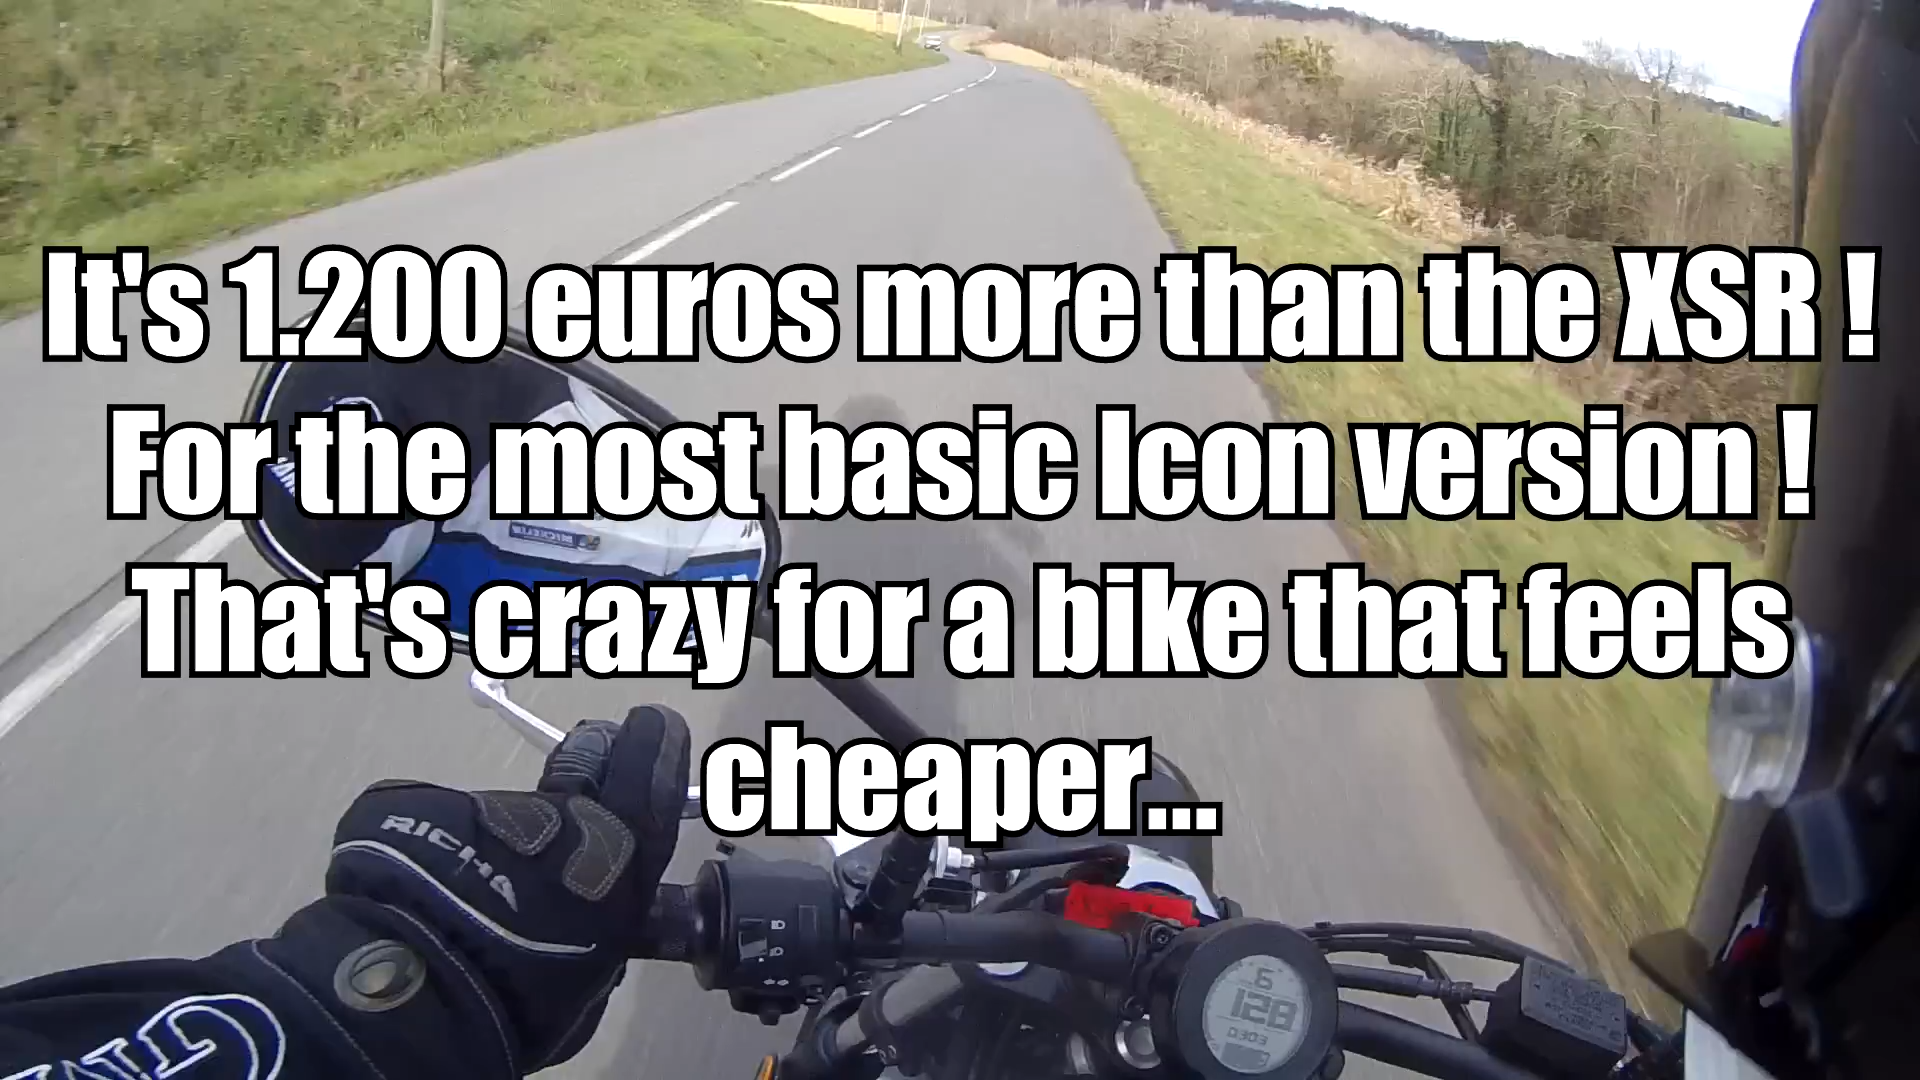 It's 1.200 euros more than the XSR !
For the most basic Icon version !
That's crazy for a bike that feels
cheaper...
RICHA
128